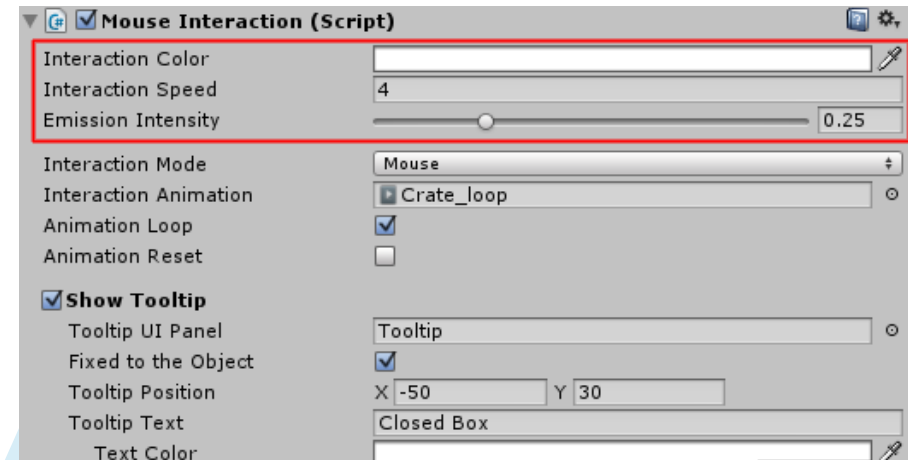 Mouse Interaction (Script)
Interaction Color
Interaction Speed 4
Emission Intensity 0.25
Interaction Mode Mouse
Interaction Animation Crate_loop
Animation Loop
Animation Reset
Show Tooltip
Tooltip UI Panel Tooltip
Fixed to the Object
Tooltip Position X -50 Y 30
Tooltip Text Closed Box
Text Color